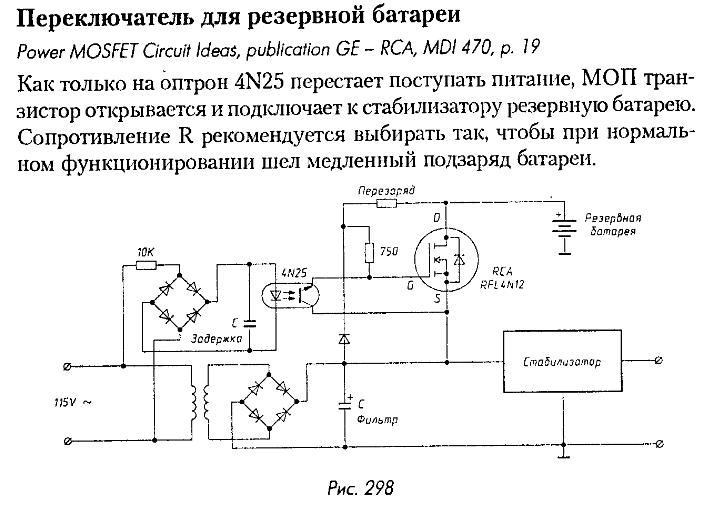 Переключатель для резервной батареи
Power MOSFET Circuit Ideas, publication GE – RCA, MDI 470, p. 19
Как только на оптрон 4N25 перестает поступать питание, МОП тран-
зистор открывается и подключает к стабилизатору резервную батарею.
Сопротивление R рекомендуется выбирать так, чтобы при нормаль-
ном функционировании шел медленный подзаряд батареи.
Перезаряд
D
+
Резервная
батарея
10К
750
4N25
G
RCA
RFL4N12
S
C
Задержка
Стабилизатор
115V ~
+
C
Фильтр
Рис. 298